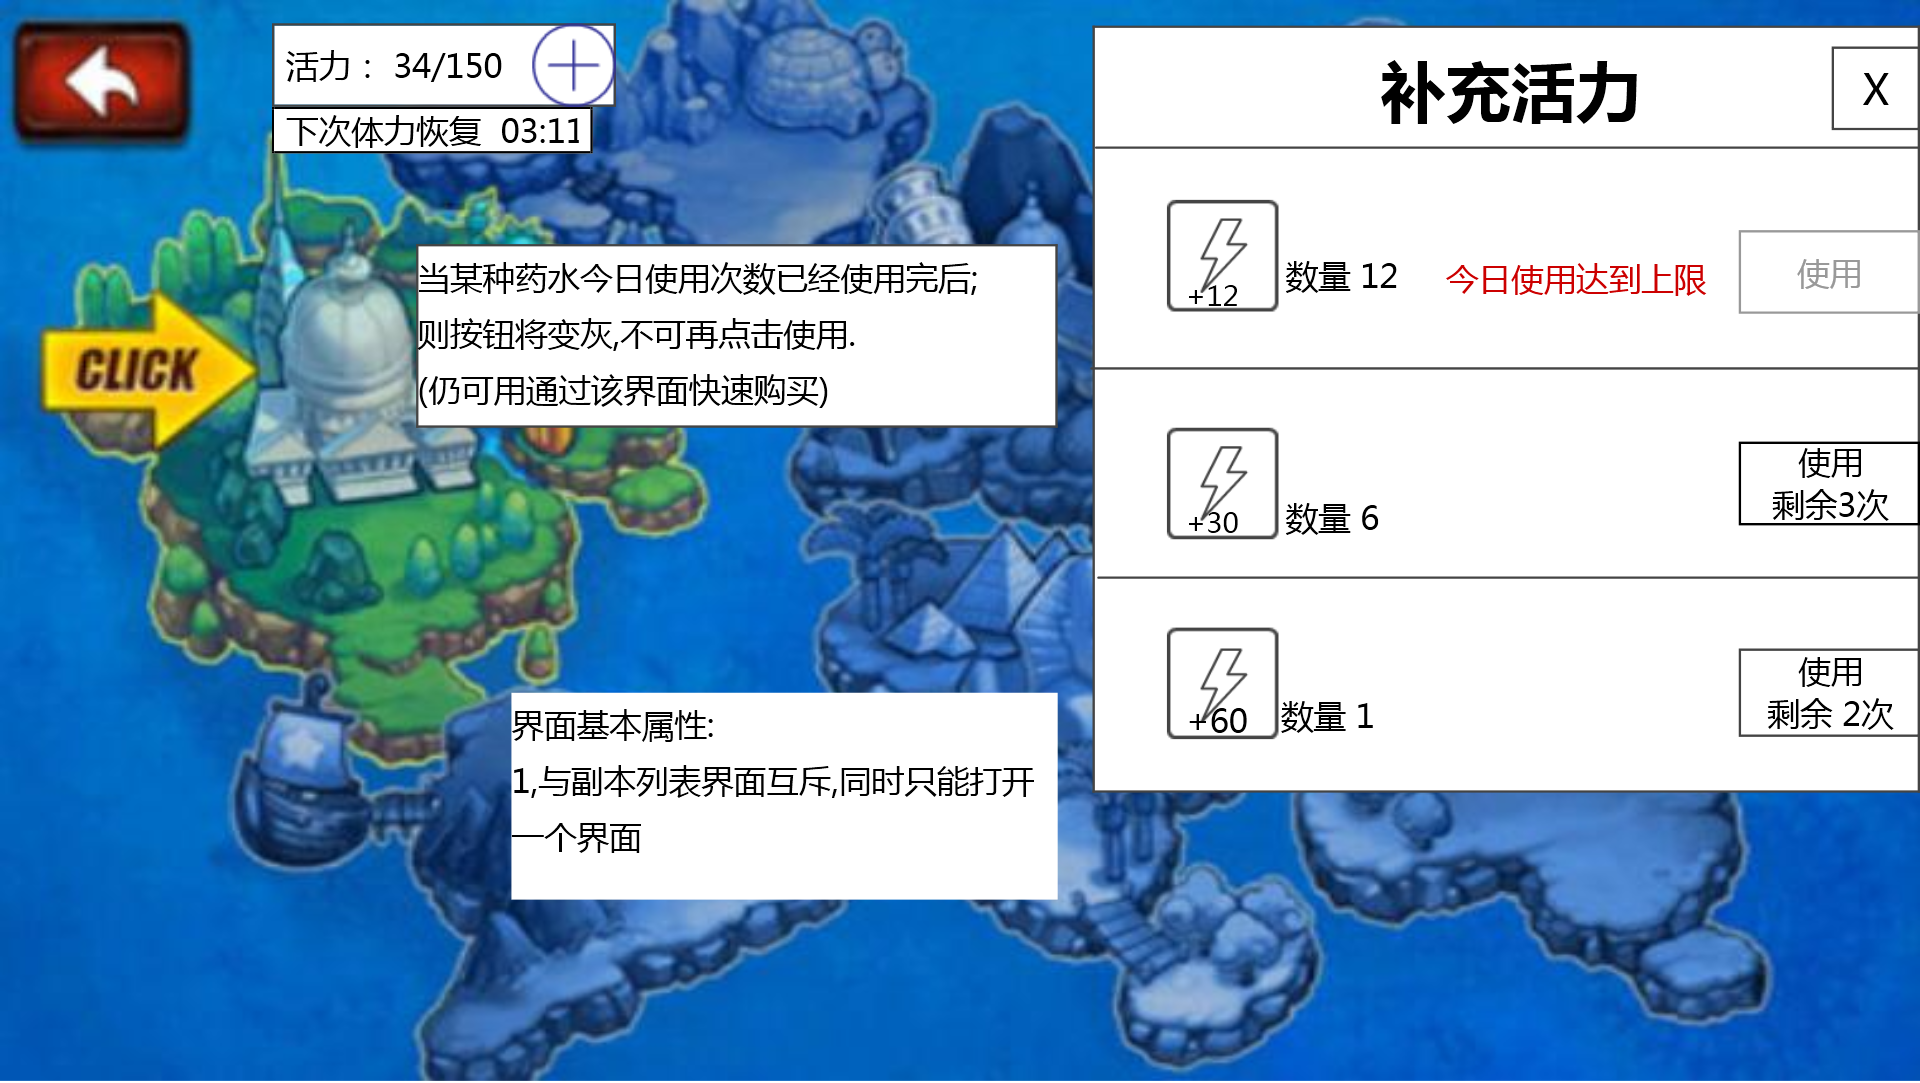 活力： 34/150
下次体力恢复 03:11
CLICK
当某种药水今日使用次数已经使用完后;
则按钮将变灰,不可再点击使用.
(仍可用通过该界面快速购买)
界面基本属性:
1,与副本列表界面互斥,同时只能打开
一个界面
补充活力
X
+12
数量 12
今日使用达到上限
使用
+30
数量 6
使用
剩余3次
+60
数量 1
使用
剩余 2次